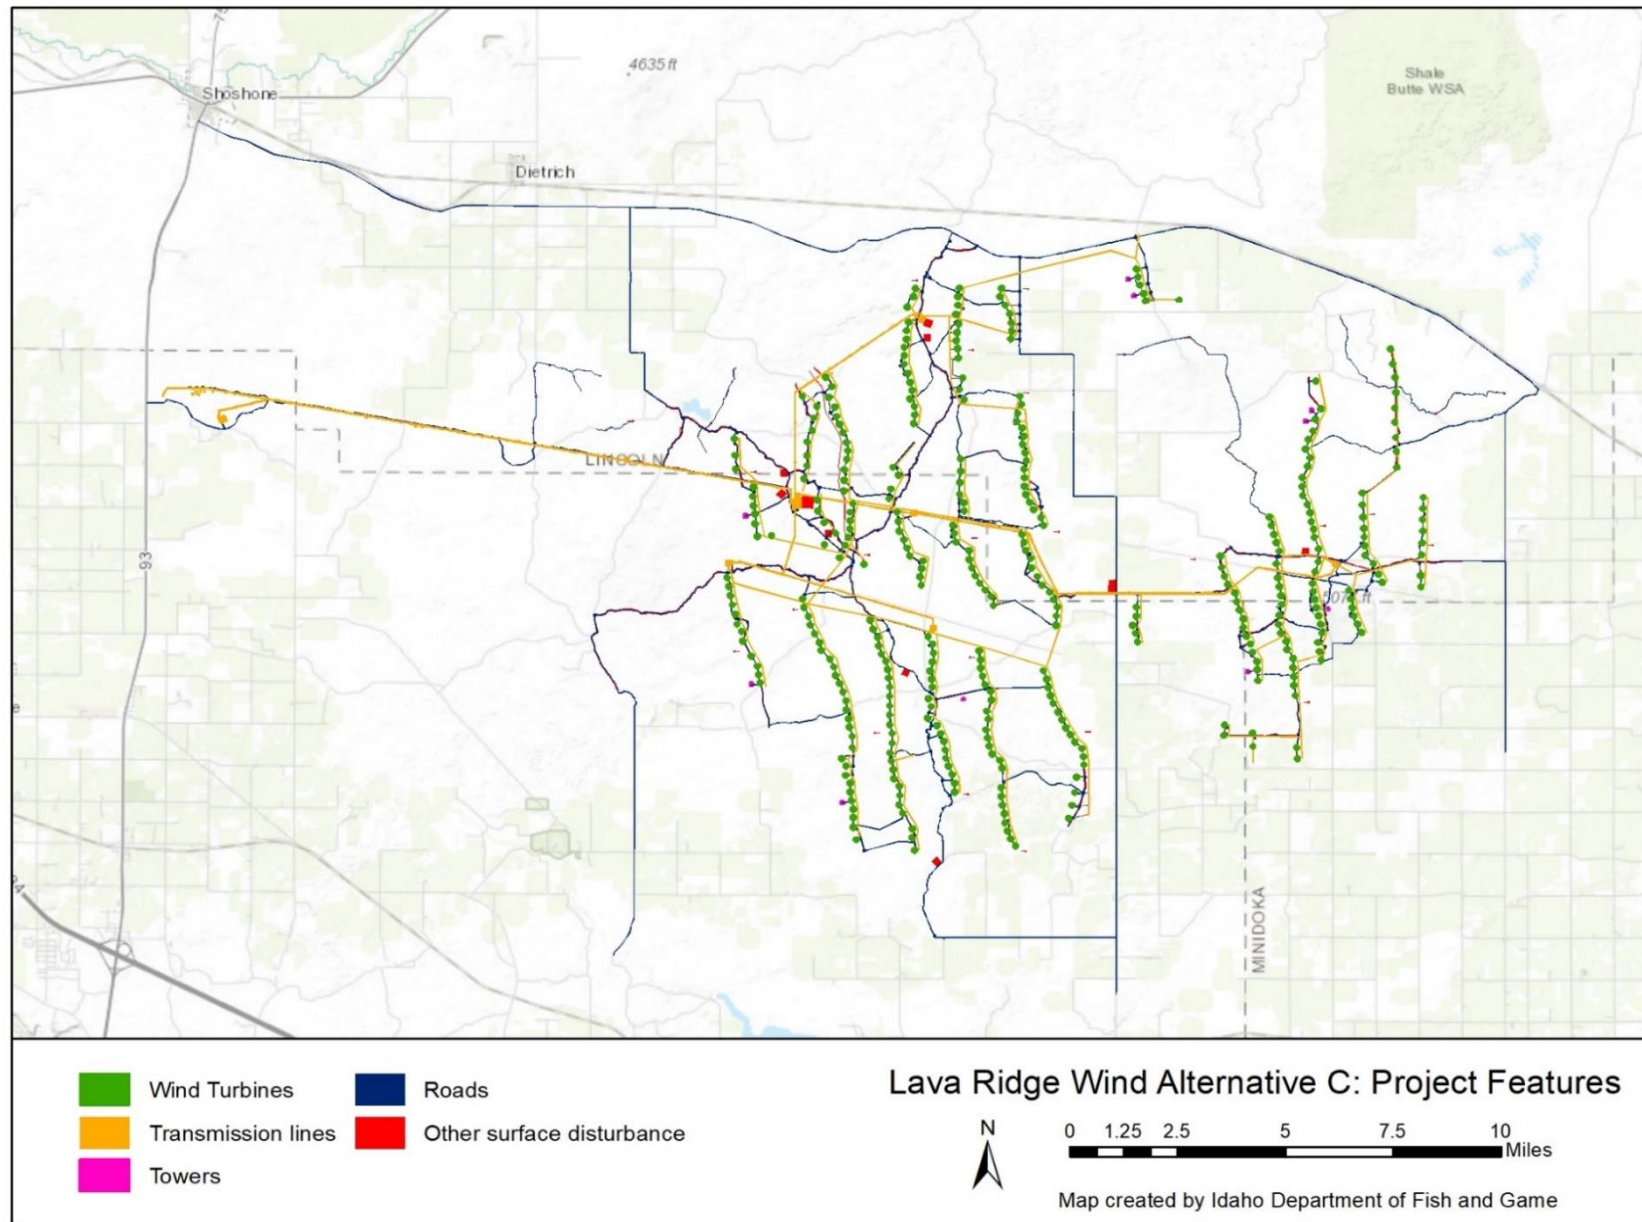 75
4635 ft
Shale
Butte WSA
Shoshone
Dietrich
LINCOLN
93
MINIDOKA
Wind Turbines
Roads
Transmission lines
Other surface disturbance
Towers
Lava Ridge Wind Alternative C: Project Features
N
0 1.25 2.5 5 7.5 10
Miles
Map created by Idaho Department of Fish and Game